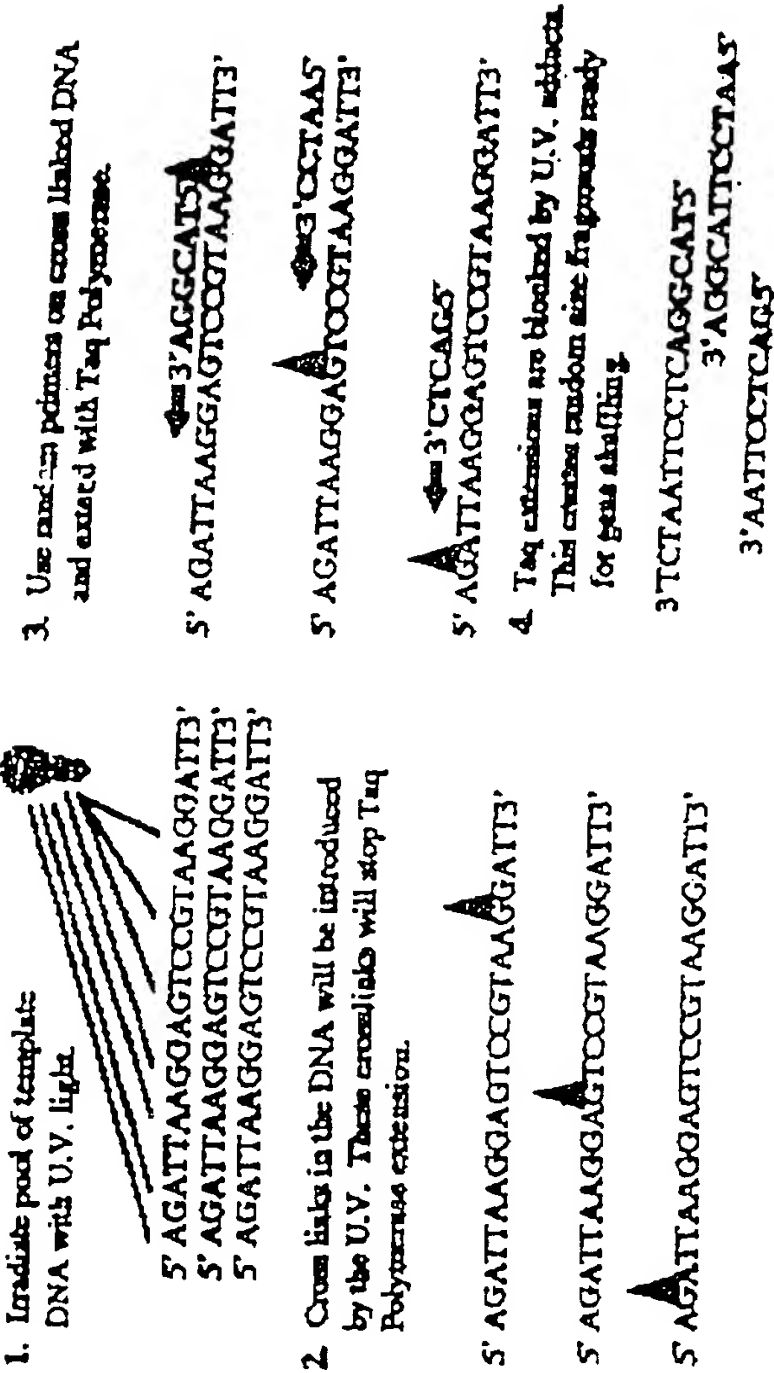 1. Irradiate pool of template
DNA with U.V. light.
5' AGATTAAGGAGTCCGTAAGGATT3'
5' AGATTAAGGAGTCCGTAAGGATT3'
5' AGATTAAGGAGTCCGTAAGGATT3'
2. Cross links in the DNA will be introduced
by the U.V. These crosslinks will stop Taq
Polymerase extension.
5' AGATTAAGGAGTCCGTAAGGATT3'
5' AGATTAAGGAGTCCGTAAGGATT3'
5' AGATTAAGGAGTCCGTAAGGATT3'
3. Use random primers on cross linked DNA
and extend with Taq Polymerase.
3'AGGCAT5'
5' AGATTAAGGAGTCCGTAAGGATT3'
3'CCTAA5'
5' AGATTAAGGAGTCCGTAAGGATT3'
3'CTCAG5'
5' AGATTAAGGAGTCCGTAAGGATT3'
4. Taq extensions are blocked by U.V. adducts.
This creates random size fragments ready
for gene shuffling.
3'TCTAATTCCTCAGGCAT5'
3'AGGCATTCCTAA5'
3'AATTCCTCAG5'